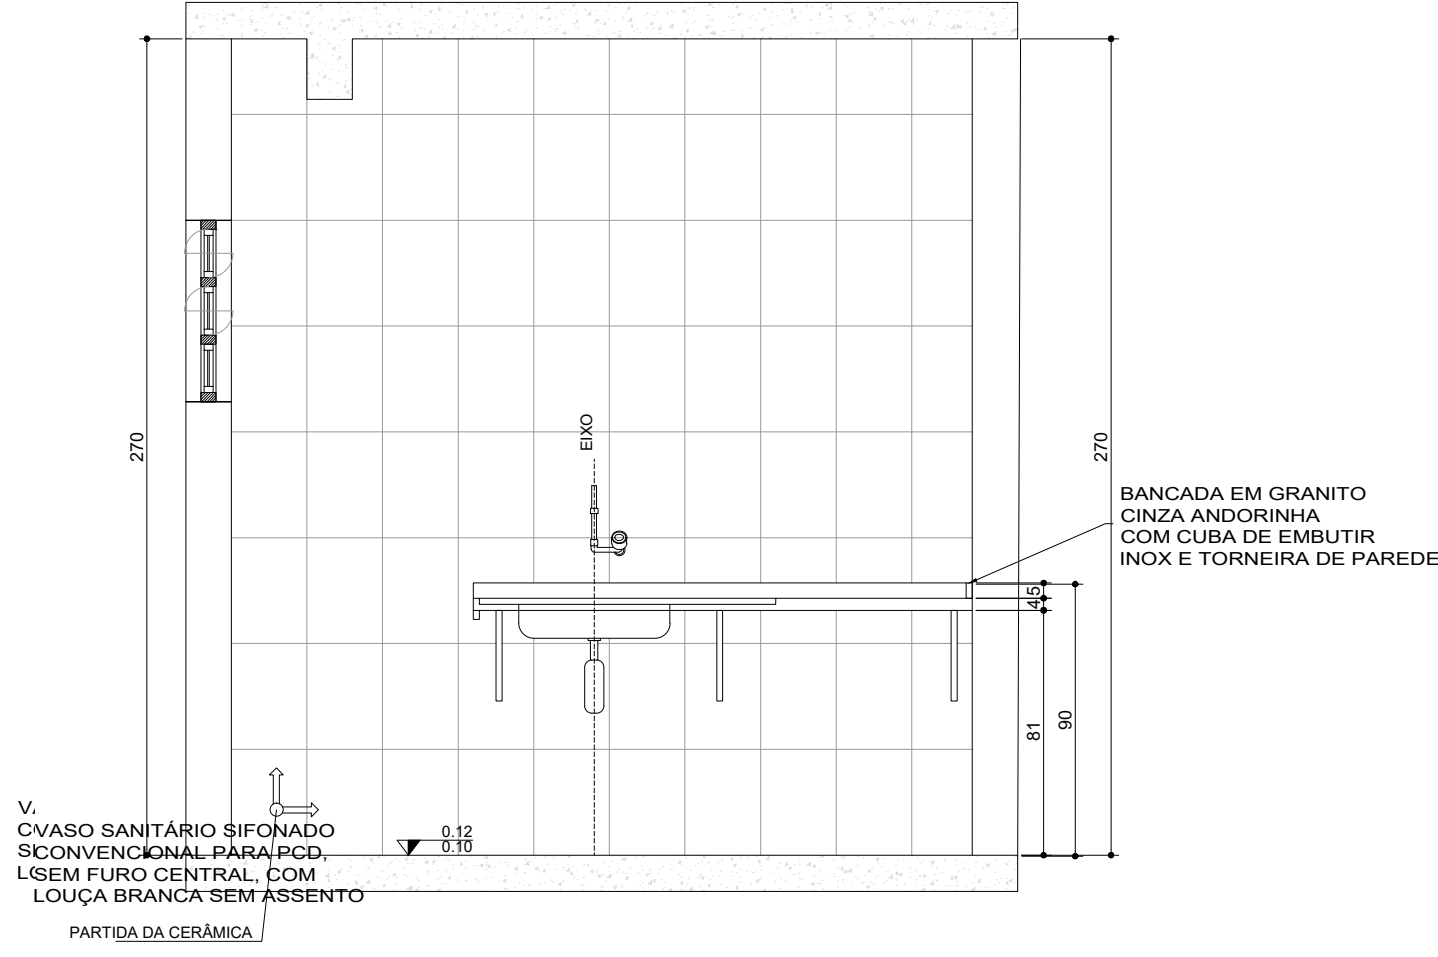 270
EIXO
270
BANCADA EM GRANITO
CINZA ANDORINHA
COM CUBA DE EMBUTIR
INOX E TORNEIRA DE PAREDE
5
4
81
90
VASO SANITÁRIO SIFONADO
CONVENCIONAL PARA PCD,
SEM FURO CENTRAL, COM
LOUÇA BRANCA SEM ASSENTO
0.12
0.10
PARTIDA DA CERÂMICA